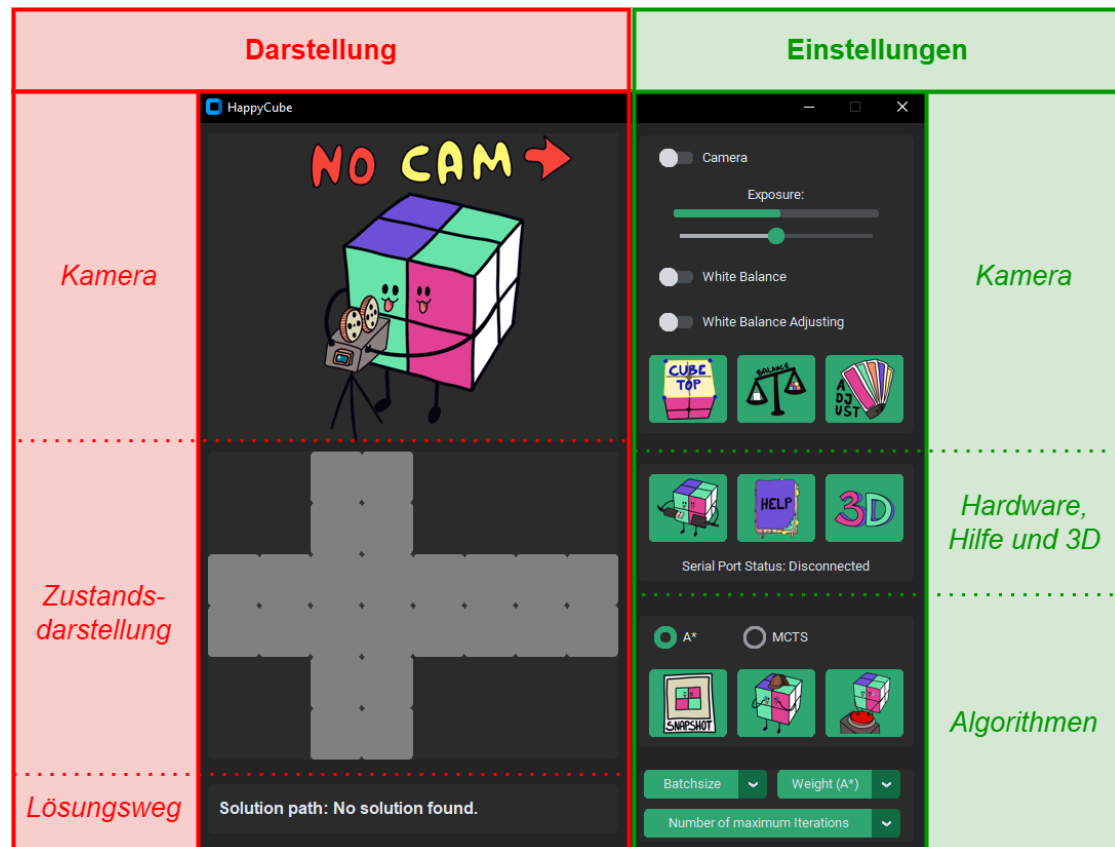 Darstellung
Einstellungen
Kamera
Zustands-
darstellung
Lösungsweg
HappyCube
NO CAM
Solution path: No solution found.
Camera
Exposure:
White Balance
White Balance Adjusting
CUBE
TOP
BALANCE
A
DJ
UST
HELP
3D
Serial Port Status: Disconnected
A*
MCTS
SNAPSHOT
Batchsize
Weight (A*)
Number of maximum Iterations
Kamera
Hardware,
Hilfe und 3D
Algorithmen